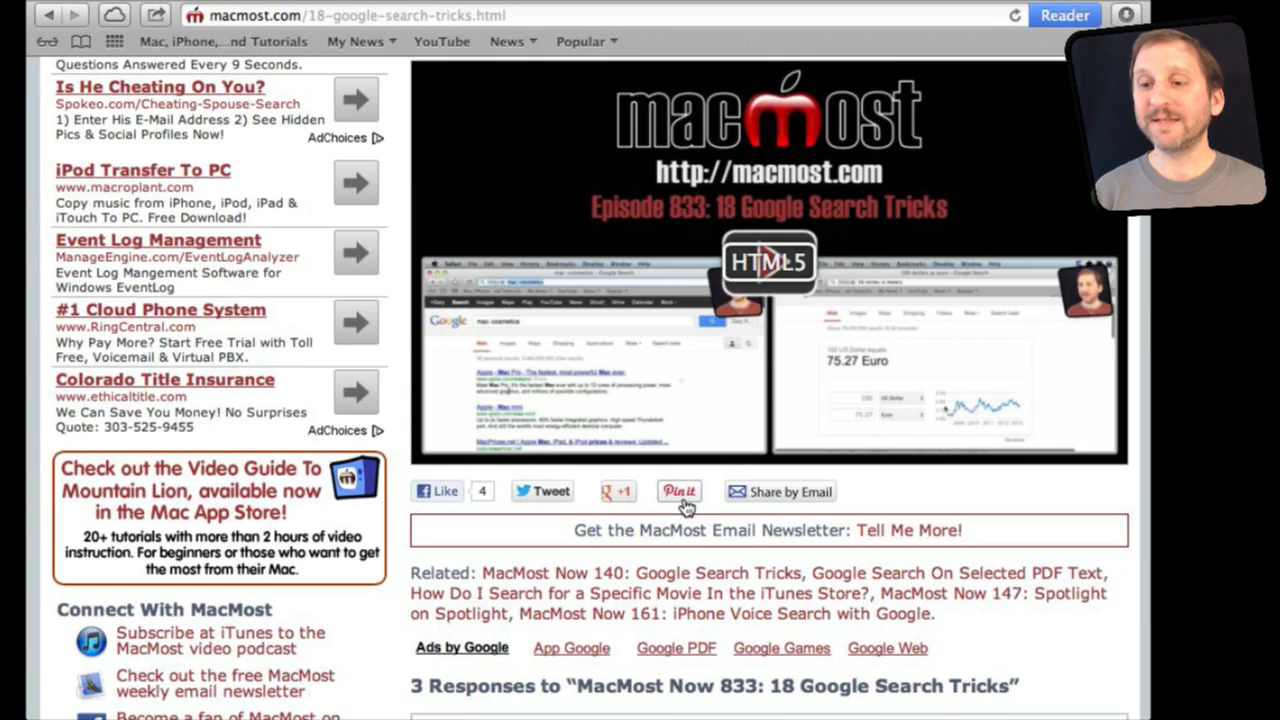 macmost.com/18-google-search-tricks.html
Reader
Mac, iPhone,...nd Tutorials
My News
YouTube
News
Popular
Questions Answered Every 9 Seconds.
Is He Cheating On You?
Spokeo.com/Cheating-Spouse-Search
1) Enter His E-Mail Address 2) See Hidden
Pics & Social Profiles Now!
AdChoices
iPod Transfer To PC
www.macroplant.com
Copy music from iPhone, iPod, iPad &
iTouch To PC. Free Download!
Event Log Management
ManageEngine.com/EventLogAnalyzer
Event Log Mangement Software for
Windows EventLog
#1 Cloud Phone System
www.RingCentral.com
Why Pay More? Start Free Trial with Toll
Free, Voicemail & Virtual PBX.
Colorado Title Insurance
www.ethicaltitle.com
We Can Save You Money! No Surprises
Quote: 303-525-9455
AdChoices
Check out the Video Guide To
Mountain Lion, available now
in the Mac App Store!
20+ tutorials with more than 2 hours of video
instruction. For beginners or those who want to get
the most from their Mac.
Connect With MacMost
Subscribe at iTunes to the
MacMost video podcast
Check out the free MacMost
weekly email newsletter
Become a fan of MacMost on
macmost
http://macmost.com
Episode 833: 18 Google Search Tricks
HTML5
Google
mac -cosmetics
75.27 Euro
Like
4
Tweet
g +1
Pin it
Share by Email
Get the MacMost Email Newsletter: Tell Me More!
Related: MacMost Now 140: Google Search Tricks, Google Search On Selected PDF Text,
How Do I Search for a Specific Movie In the iTunes Store?, MacMost Now 147: Spotlight
on Spotlight, MacMost Now 161: iPhone Voice Search with Google.
Ads by Google
App Google
Google PDF
Google Games
Google Web
3 Responses to “MacMost Now 833: 18 Google Search Tricks”